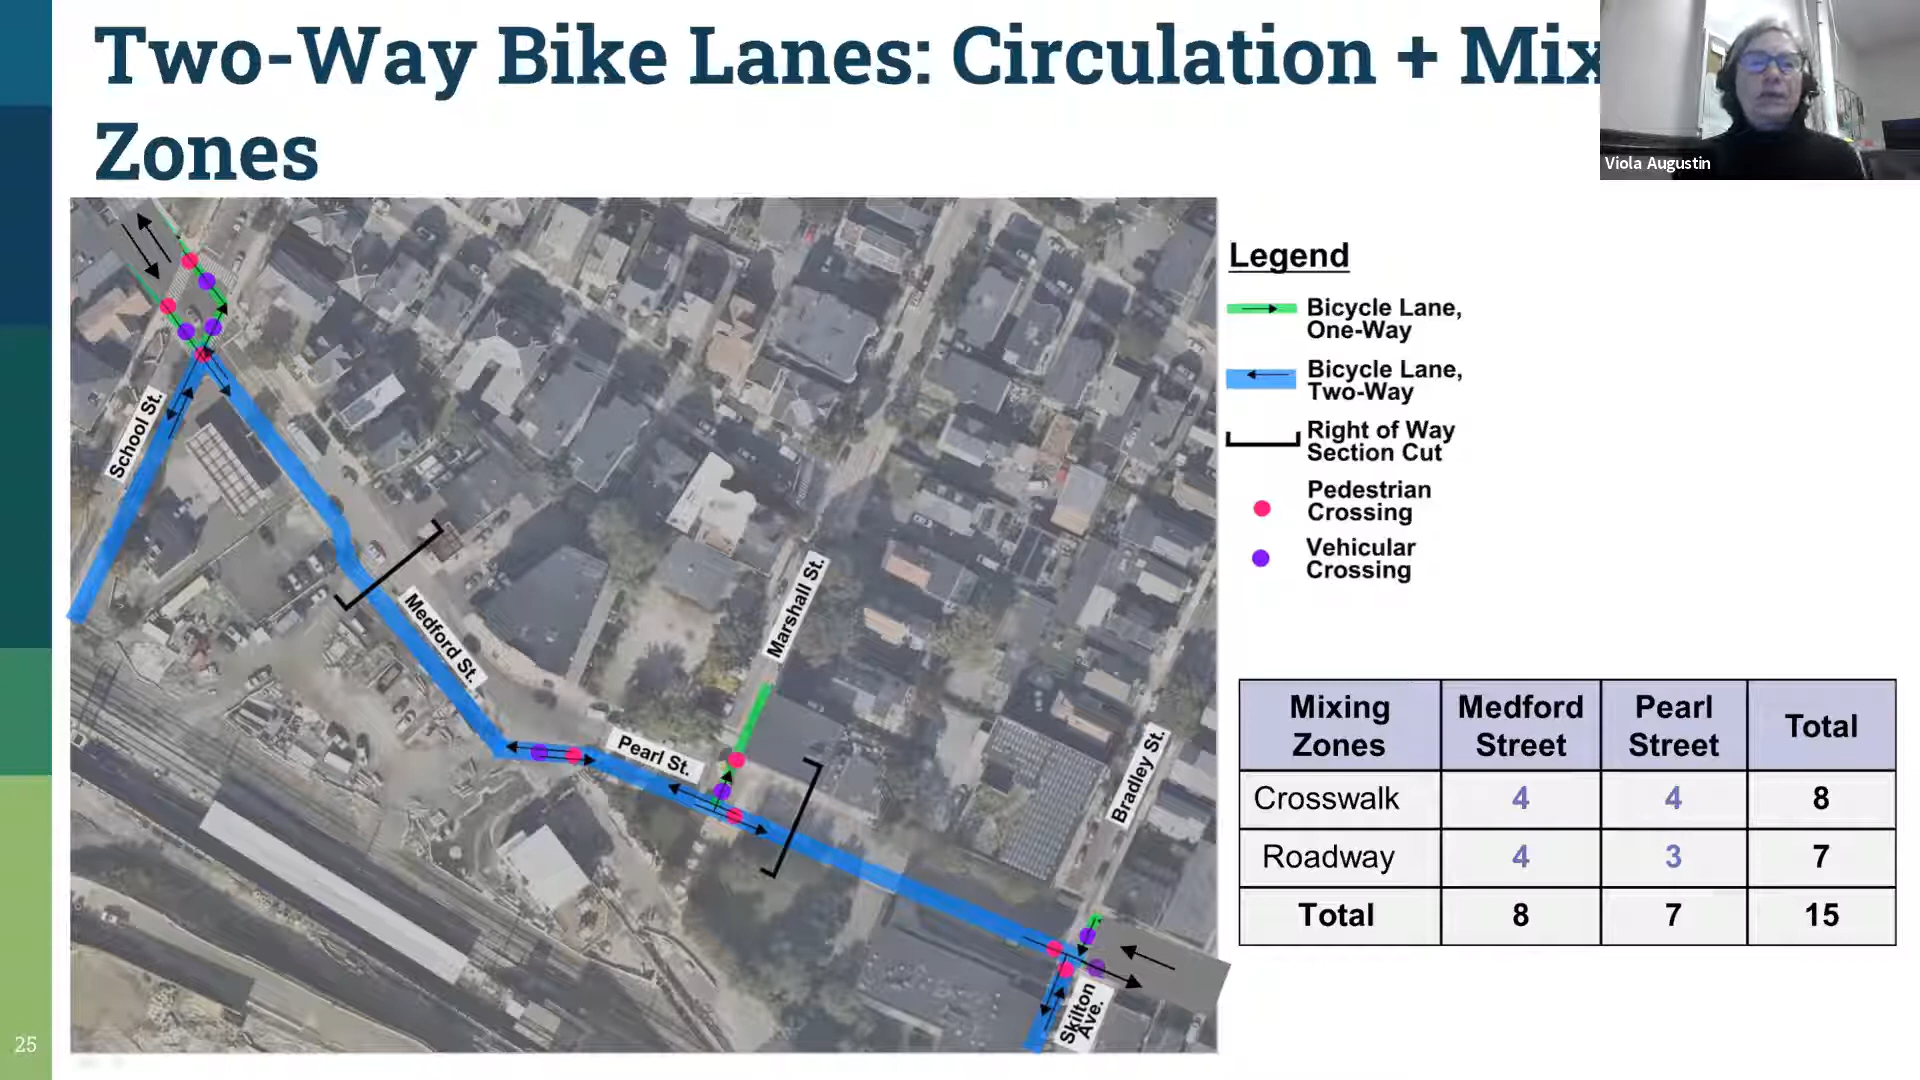 Two-Way Bike Lanes: Circulation + Mix
Zones
Viola Augustin
School St.
Medford St.
Pearl St.
Marshall St.
Bradley St.
Skilton
Ave.
Legend
Bicycle Lane,
One-Way
Bicycle Lane,
Two-Way
Right of Way
Section Cut
Pedestrian
Crossing
Vehicular
Crossing
Mixing Zones | Medford Street | Pearl Street | Total
Crosswalk | 4 | 4 | 8
Roadway | 4 | 3 | 7
Total | 8 | 7 | 15
25